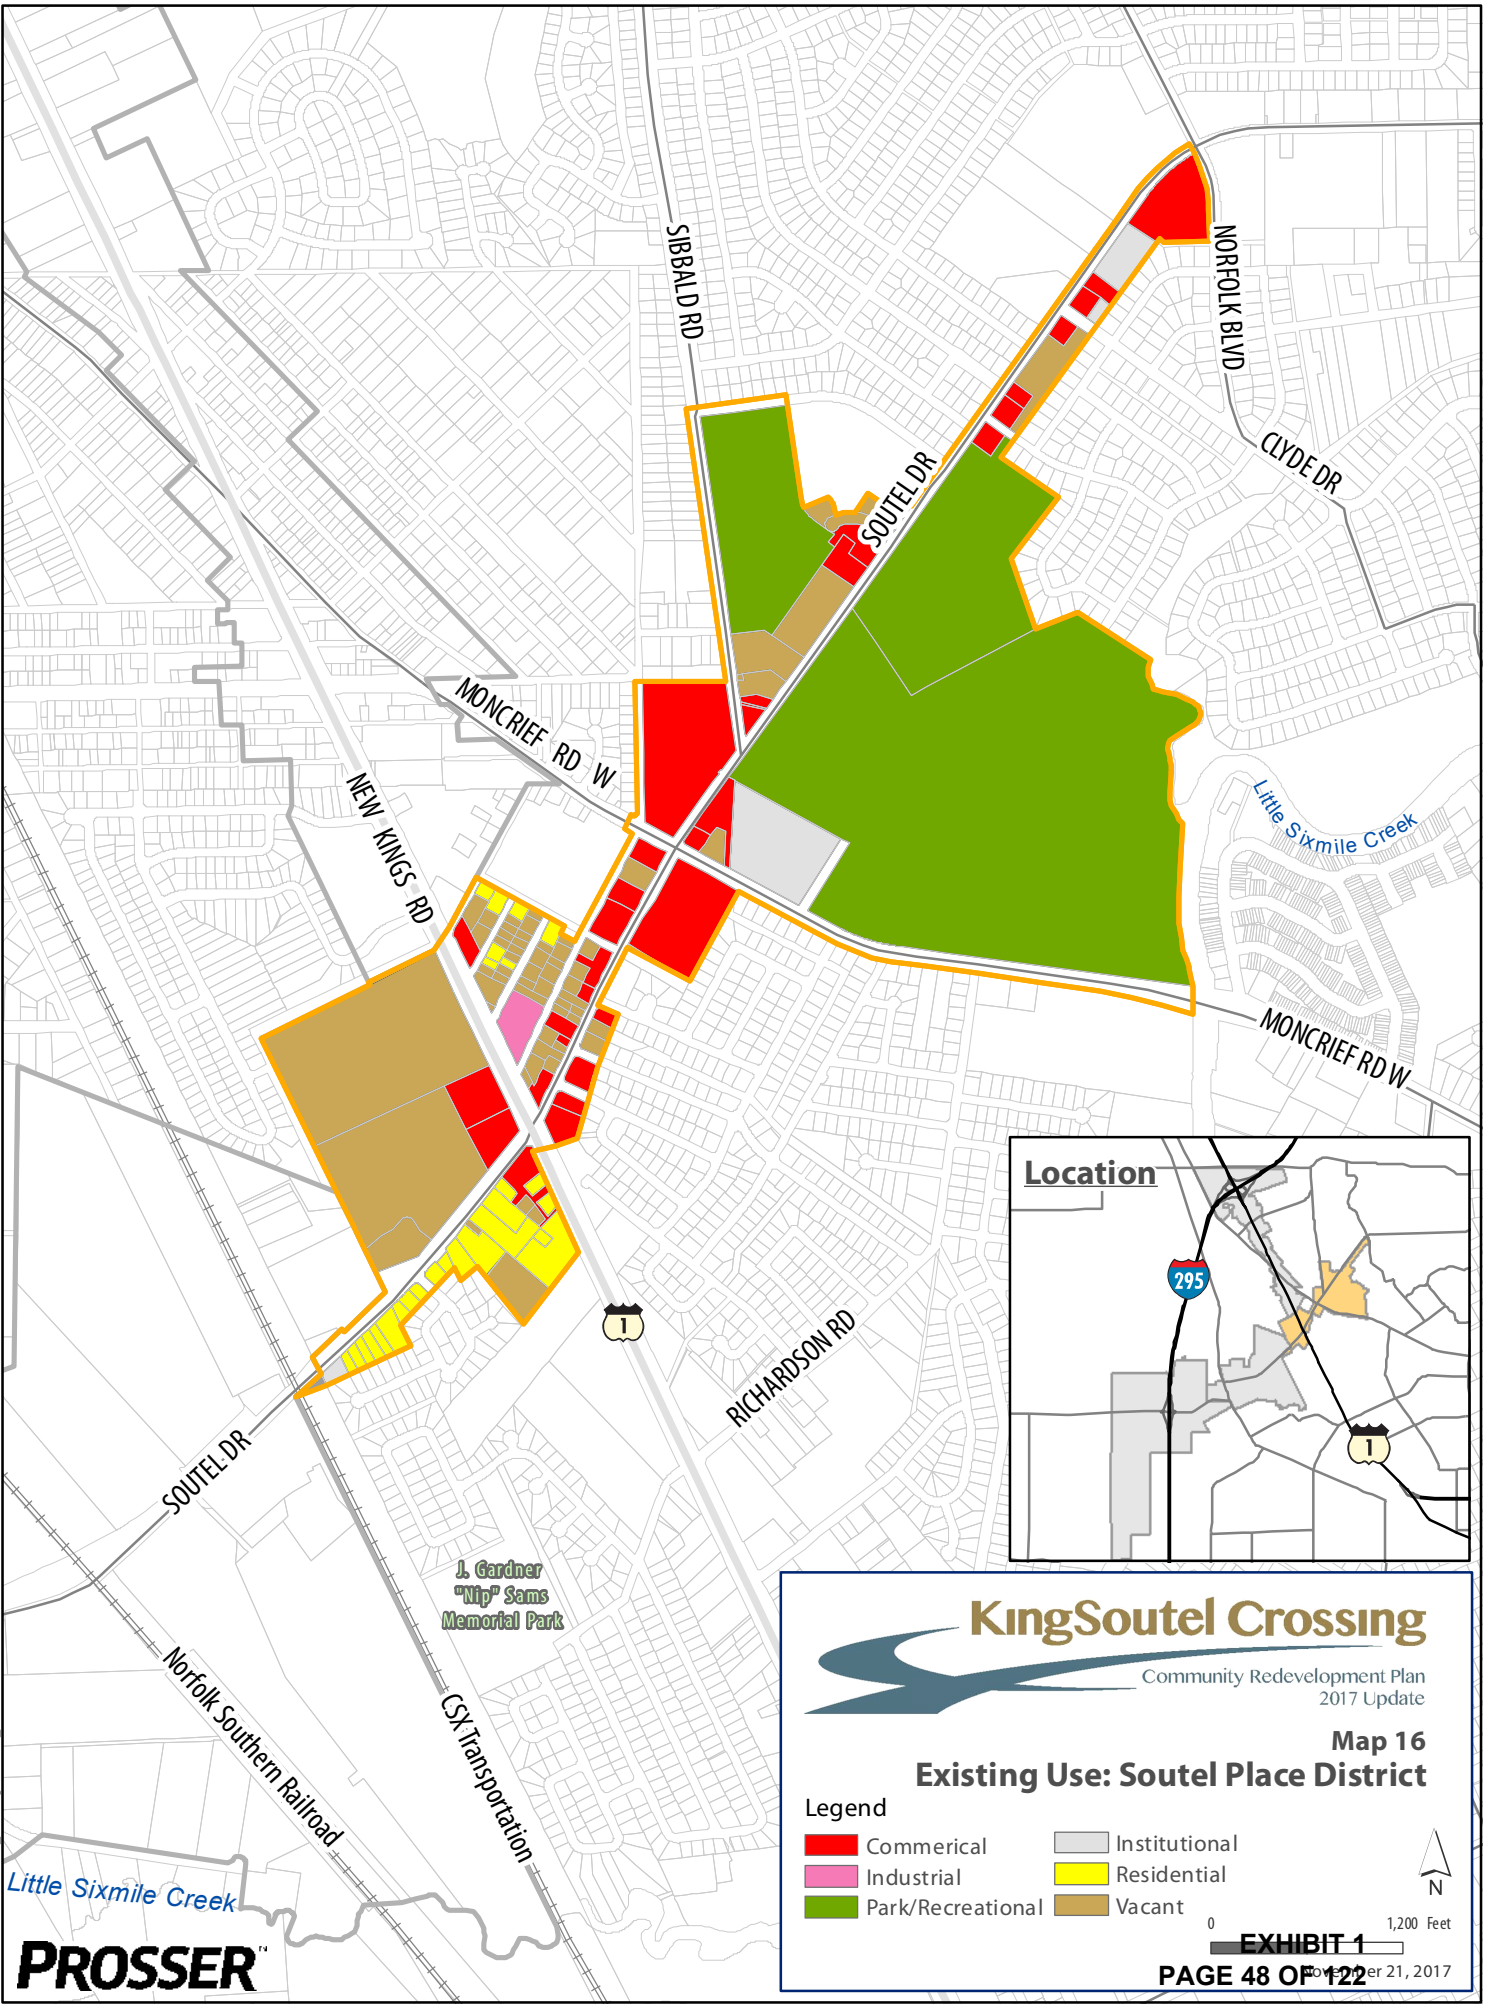 SIBBALD RD
NORFOLK BLVD
CLYDE DR
SOUTEL DR
MONCRIEF RD W
NEW KINGS RD
Little Sixmile Creek
MONCRIEF RD W
Location
295
1
1
RICHARDSON RD
SOUTEL DR
J. Gardner
"Nip" Sams
Memorial Park
Norfolk Southern Railroad
CSX Transportation
Little Sixmile Creek
PROSSER
KingSoutel Crossing
Community Redevelopment Plan
2017 Update
Map 16
Existing Use: Soutel Place District
Legend
Commerical
Industrial
Park/Recreational
Institutional
Residential
Vacant
N
0 1,200 Feet
EXHIBIT 1
PAGE 48 OF 122
November 21, 2017